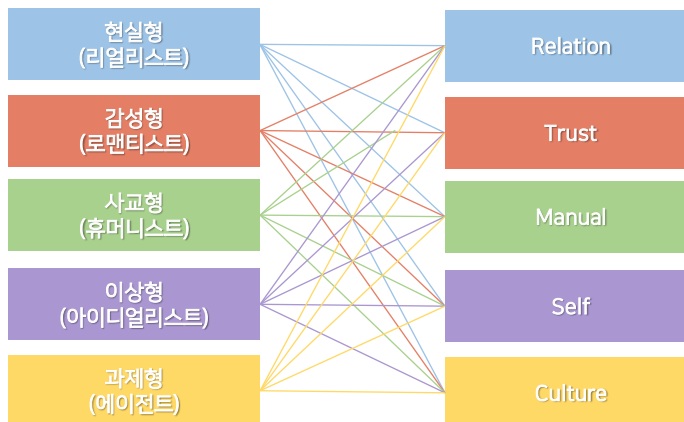 현실형
(리얼리스트)
Relation
감성형
(로맨티스트)
Trust
사교형
(휴머니스트)
Manual
이상형
(아이디얼리스트)
Self
과제형
(에이전트)
Culture